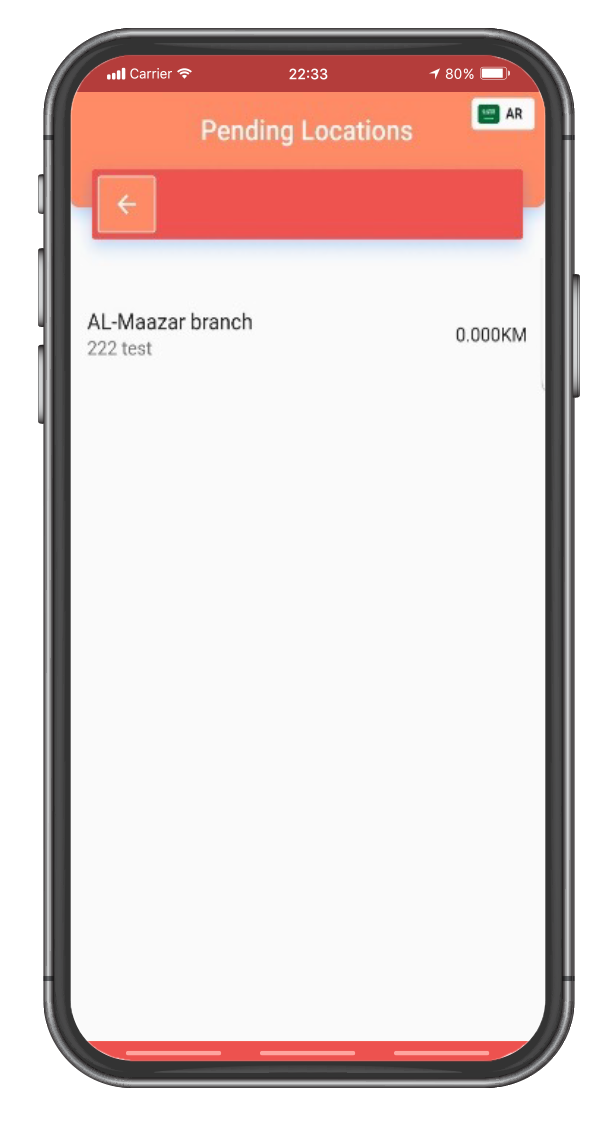 Carrier 22:33 80%
AR
Pending Locations
AL-Maazar branch
222 test
0.000KM